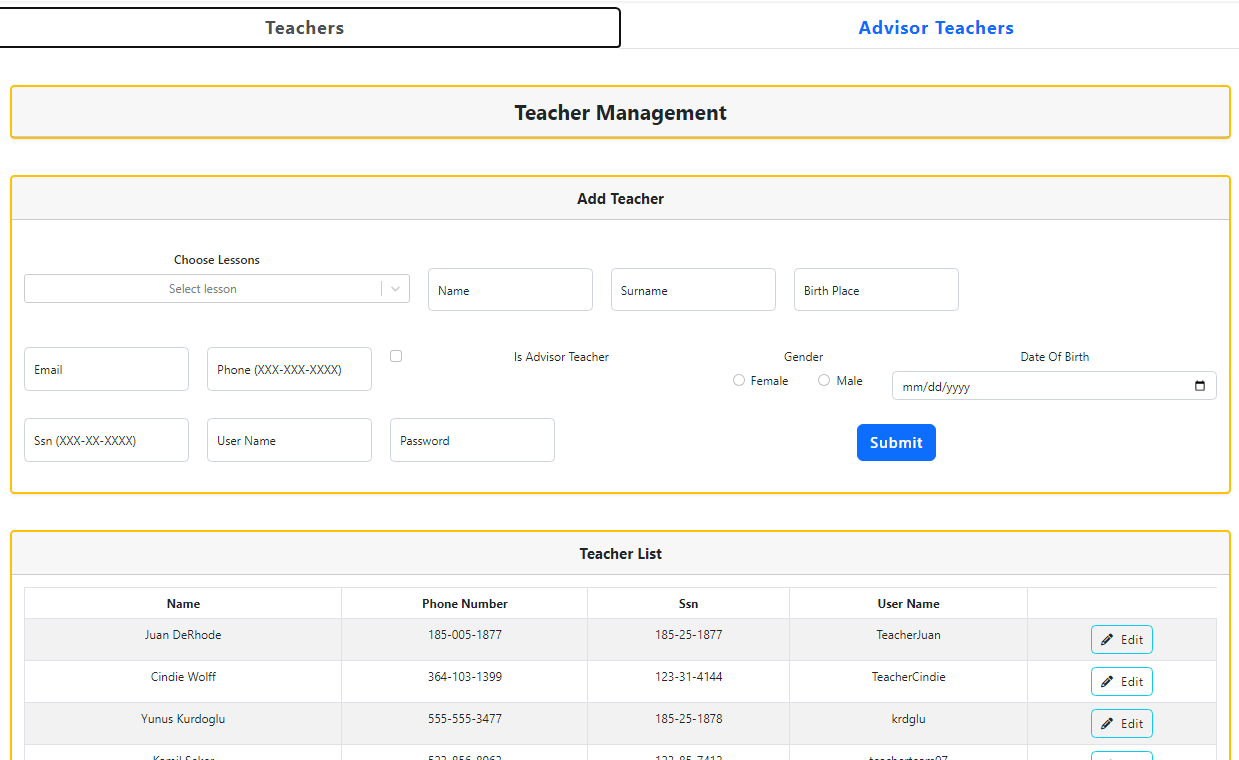 Teachers
Advisor Teachers
Teacher Management
Add Teacher
Choose Lessons
Select lesson
Name
Surname
Birth Place
Email
Phone (XXX-XXX-XXXX)
Is Advisor Teacher
Gender
Female
Male
Date Of Birth
mm/dd/yyyy
Ssn (XXX-XX-XXXX)
User Name
Password
Submit
Teacher List
Name Phone Number Ssn User Name
Juan DeRhode 185-005-1877 185-25-1877 TeacherJuan Edit
Cindie Wolff 364-103-1399 123-31-4144 TeacherCindie Edit
Yunus Kurdoglu 555-555-3477 185-25-1878 krdglu Edit